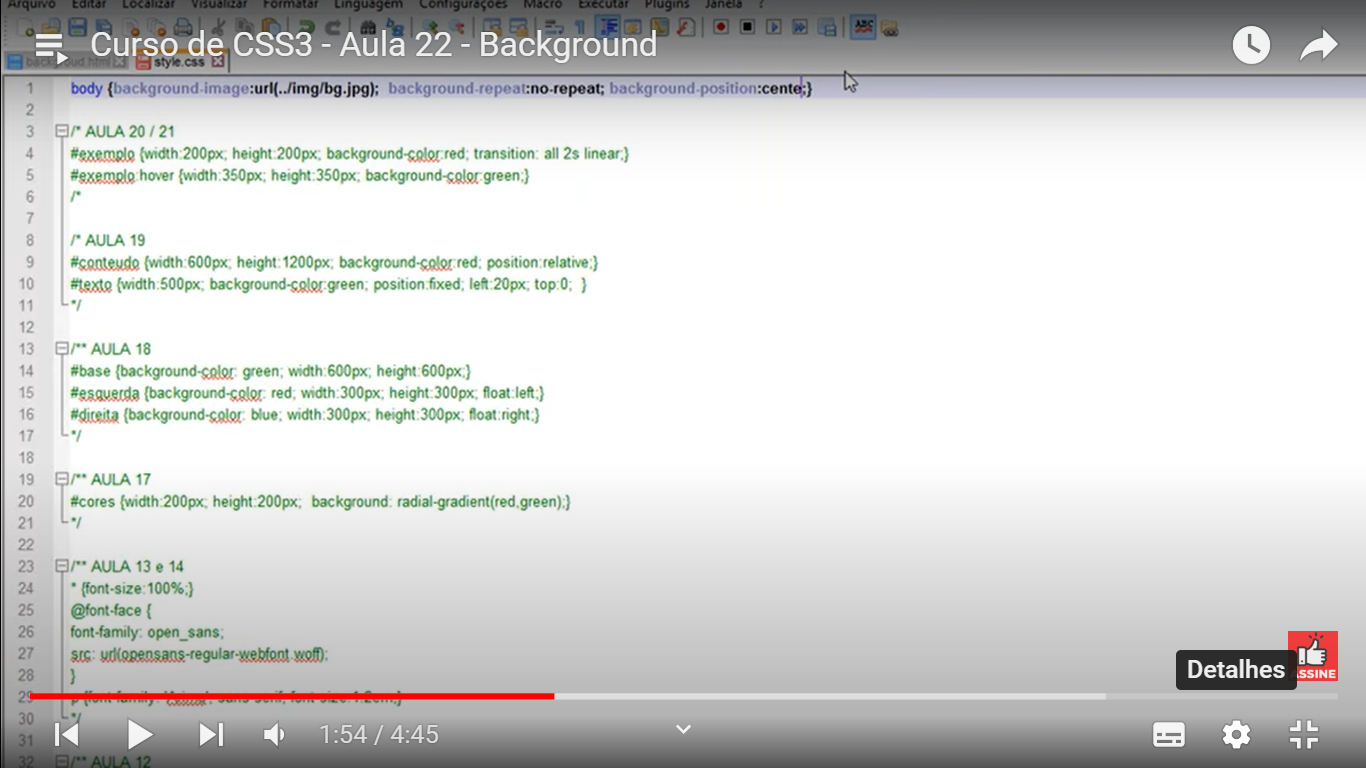 Arquivo Editar Localizar Visualizar Formatar Linguagem Configurações Macro Executar Plugins Janela ?
Curso de CSS3 - Aula 22 - Background
style.css
1 body {background-image:url(../img/bg.jpg);  background-repeat:no-repeat; background-position:cente;}
2
3 /* AULA 20 / 21
4 #exemplo {width:200px; height:200px; background-color:red; transition: all 2s linear;}
5 #exemplo:hover {width:350px; height:350px; background-color:green;}
6 /*
7
8 /* AULA 19
9 #conteudo {width:600px; height:1200px; background-color:red; position:relative;}
10 #texto {width:500px; background-color:green; position:fixed; left:20px; top:0;  }
11 */
12
13 /** AULA 18
14 #base {background-color: green; width:600px; height:600px;}
15 #esquerda {background-color: red; width:300px; height:300px; float:left;}
16 #direita {background-color: blue; width:300px; height:300px; float:right;}
17 */
18
19 /** AULA 17
20 #cores {width:200px; height:200px;  background: radial-gradient(red,green);}
21 */
22
23 /** AULA 13 e 14
24 * {font-size:100%;}
25 @font-face {
26 font-family: open_sans;
27 src: url(opensans-regular-webfont.woff);
28 }
29
30 */
31
32 /** AULA 12
Detalhes
ASSINE
1:54 / 4:45